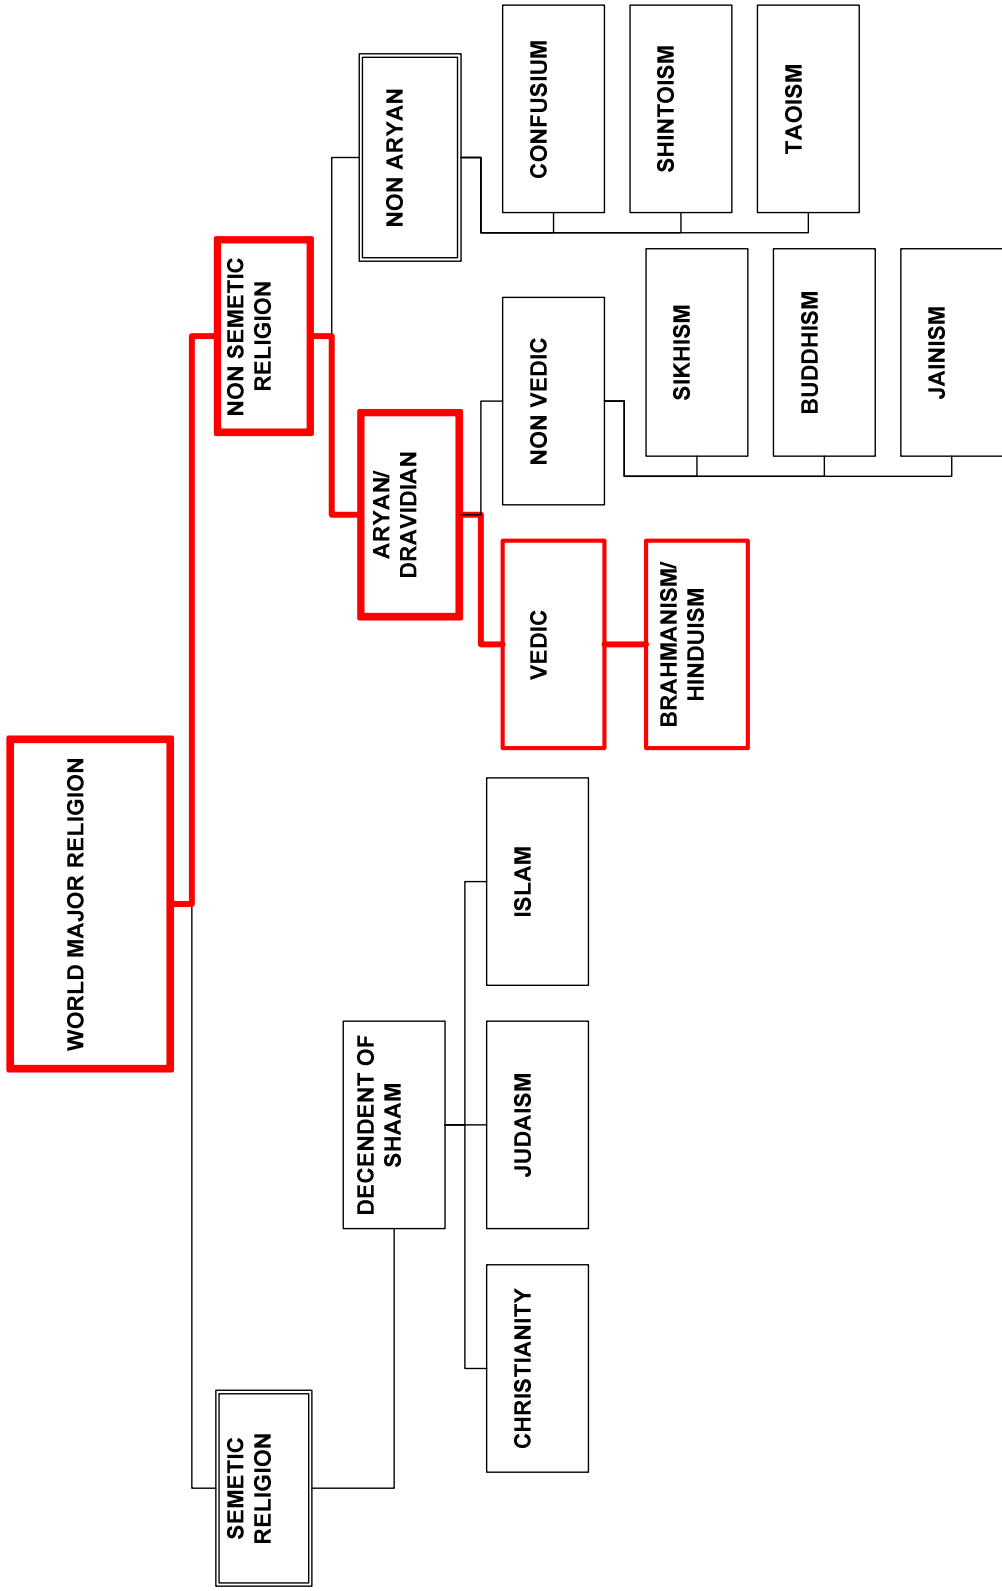 WORLD MAJOR RELIGION
SEMETIC
RELIGION
NON SEMETIC
RELIGION
DECENDENT OF
SHAAM
ARYAN/
DRAVIDIAN
NON ARYAN
CHRISTIANITY
JUDAISM
ISLAM
VEDIC
NON VEDIC
CONFUSIUM
SHINTOISM
TAOISM
BRAHMANISM/
HINDUISM
SIKHISM
BUDDHISM
JAINISM